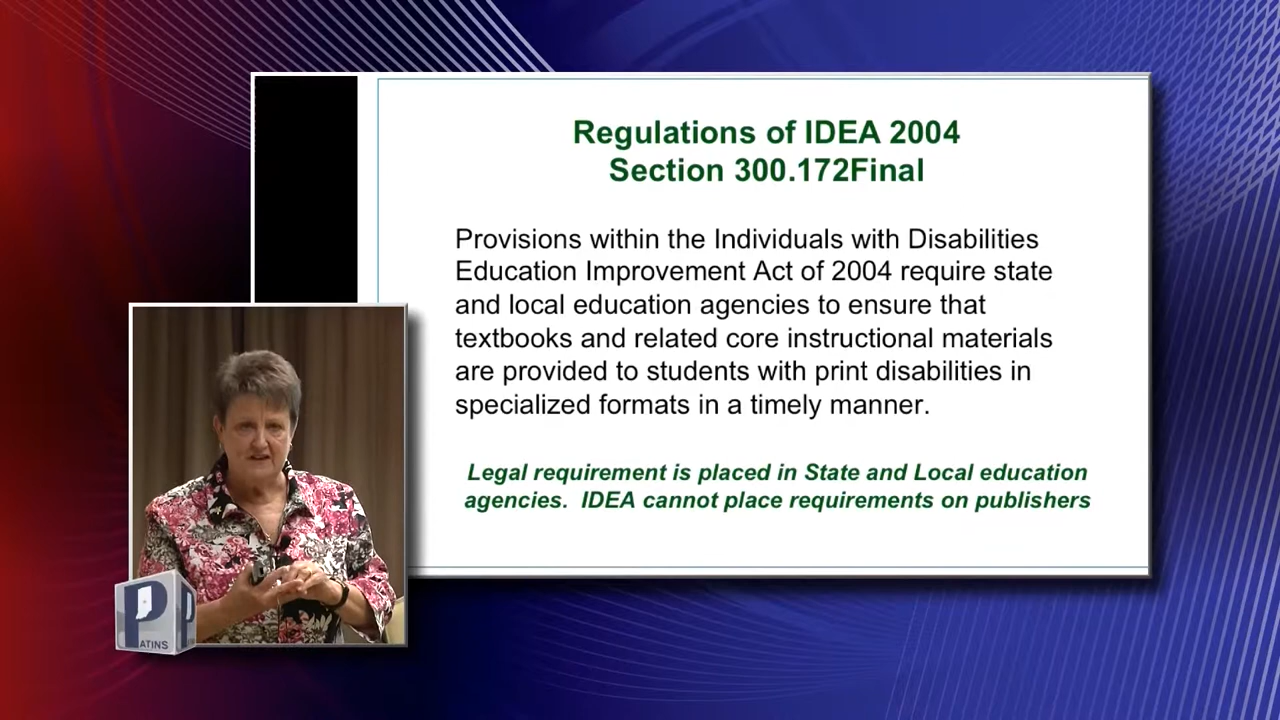 Regulations of IDEA 2004
Section 300.172Final
Provisions within the Individuals with Disabilities
Education Improvement Act of 2004 require state
and local education agencies to ensure that
textbooks and related core instructional materials
are provided to students with print disabilities in
specialized formats in a timely manner.
Legal requirement is placed in State and Local education
agencies.  IDEA cannot place requirements on publishers
PATINS
P